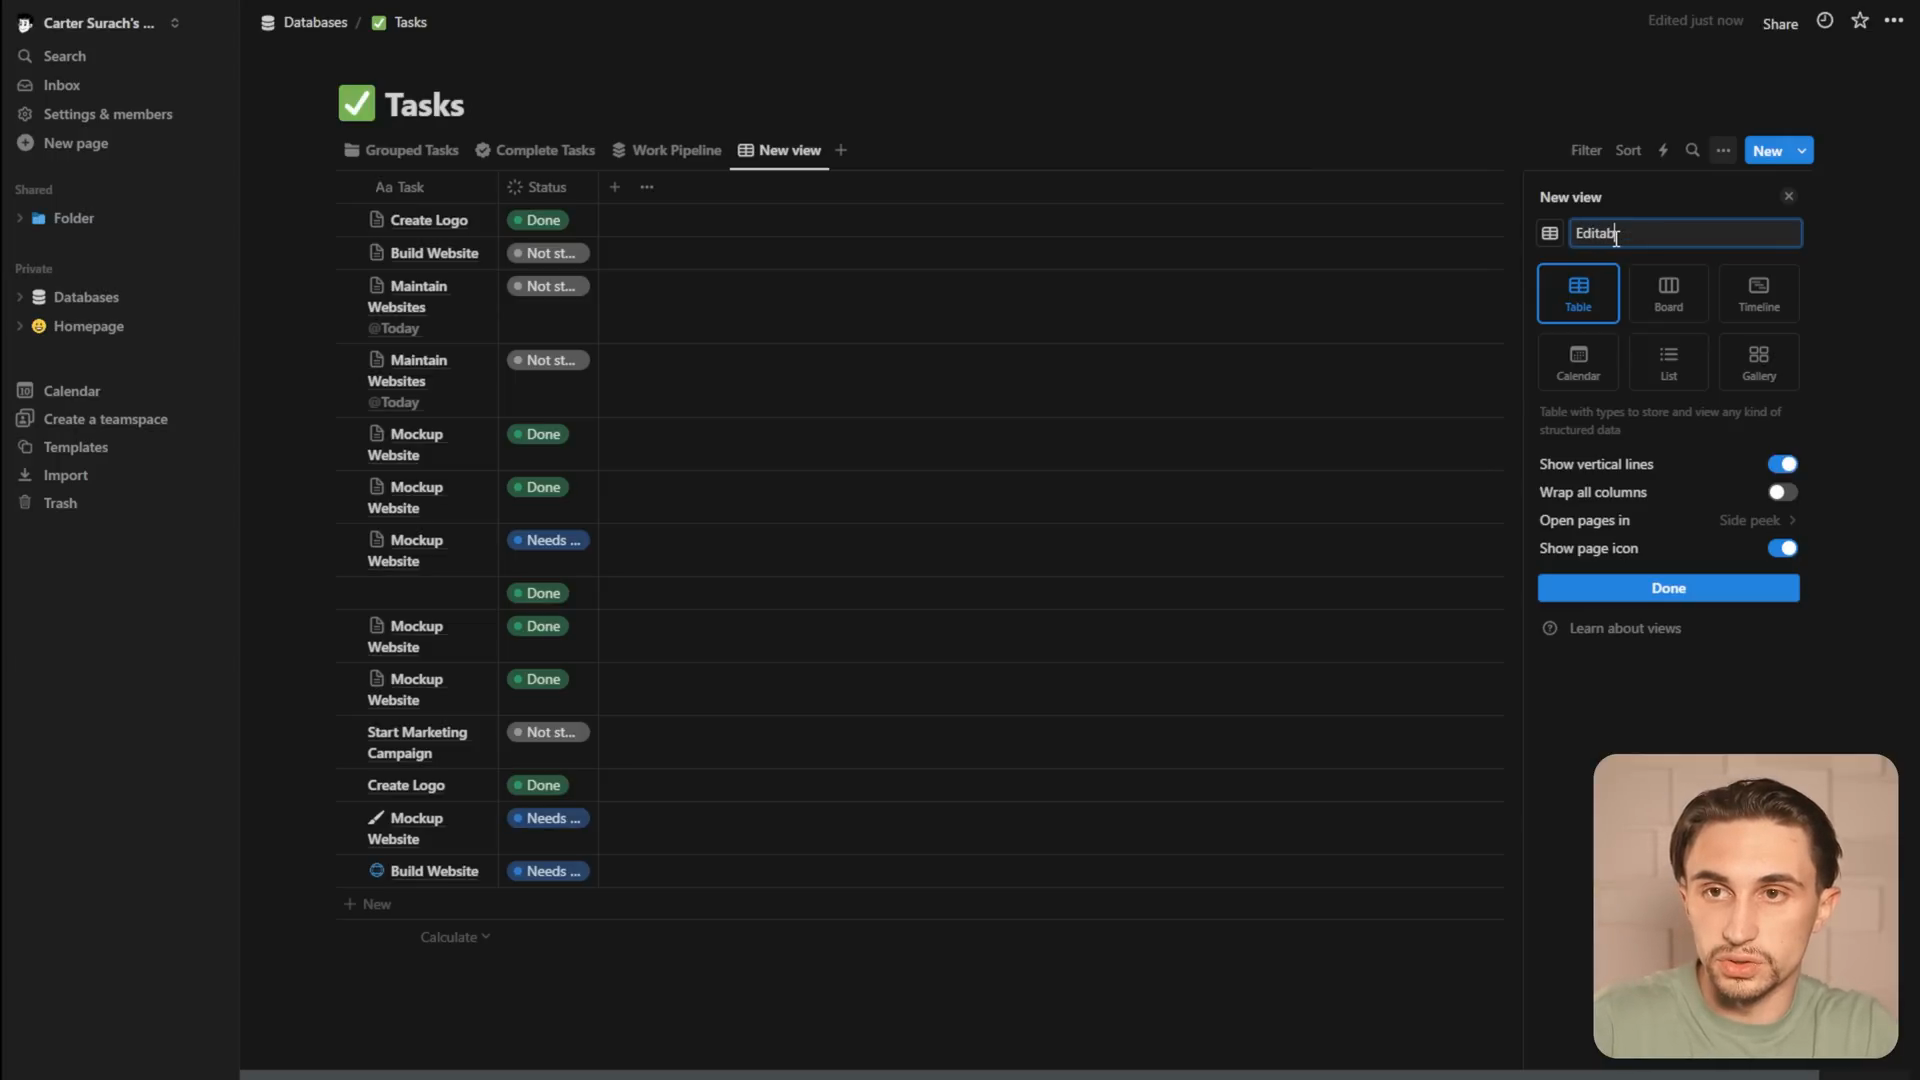 Carter Surach's ...
Search
Inbox
Settings & members
New page
Shared
Folder
Private
Databases
Homepage
Calendar
Create a teamspace
Templates
Import
Trash
Databases / Tasks
Edited just now
Share
Tasks
Grouped Tasks
Complete Tasks
Work Pipeline
New view
Filter
Sort
New
Aa Task
Status
Create Logo
Done
Build Website
Not st...
Maintain
Websites
@Today
Not st...
Maintain
Websites
@Today
Not st...
Mockup
Website
Done
Mockup
Website
Done
Mockup
Website
Needs ...
Done
Mockup
Website
Done
Mockup
Website
Done
Start Marketing
Campaign
Not st...
Create Logo
Done
Mockup
Website
Needs ...
Build Website
Needs ...
New
Calculate
New view
Table
Board
Timeline
Calendar
List
Gallery
Table with types to store and view any kind of
structured data
Show vertical lines
Wrap all columns
Open pages in
Side peek
Show page icon
Done
Learn about views